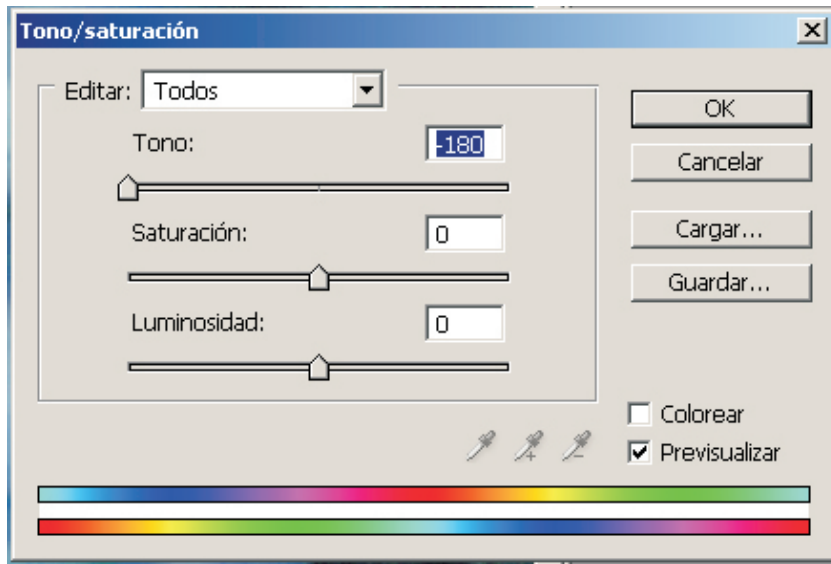 Tono/saturación
Editar: Todos
OK
Tono: -180
Cancelar
Saturación: 0
Cargar...
Guardar...
Luminosidad: 0
Colorear
Previsualizar